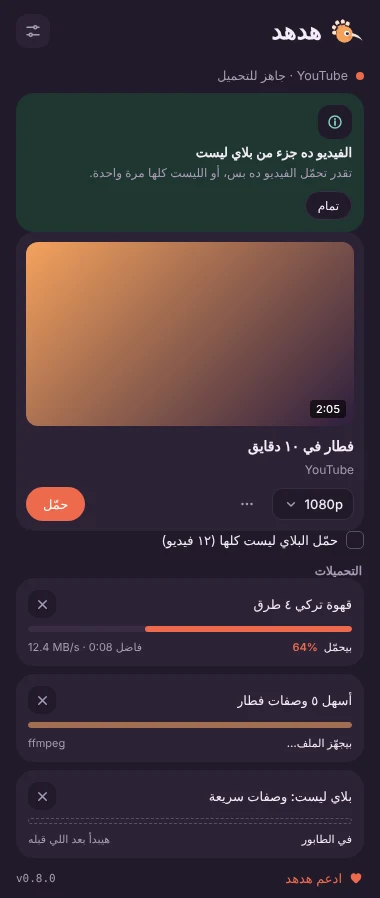 هدهد
YouTube · جاهز للتحميل
الفيديو ده جزء من بلاي ليست
تقدر تحمّل الفيديو ده بس، أو الليست كلها مرة واحدة.
تمام
2:05
فطار في ١٠ دقايق
YouTube
1080p
حمّل
حمّل البلاي ليست كلها (١٢ فيديو)
التحميلات
قهوة تركي ٤ طرق
بيحمّل 64%
فاضل 0:08 · 12.4 MB/s
أسهل ٥ وصفات فطار
بيجهّز الملف...
ffmpeg
بلاي ليست: وصفات سريعة
في الطابور
هيبدأ بعد اللي قبله
ادعم هدهد
v0.8.0